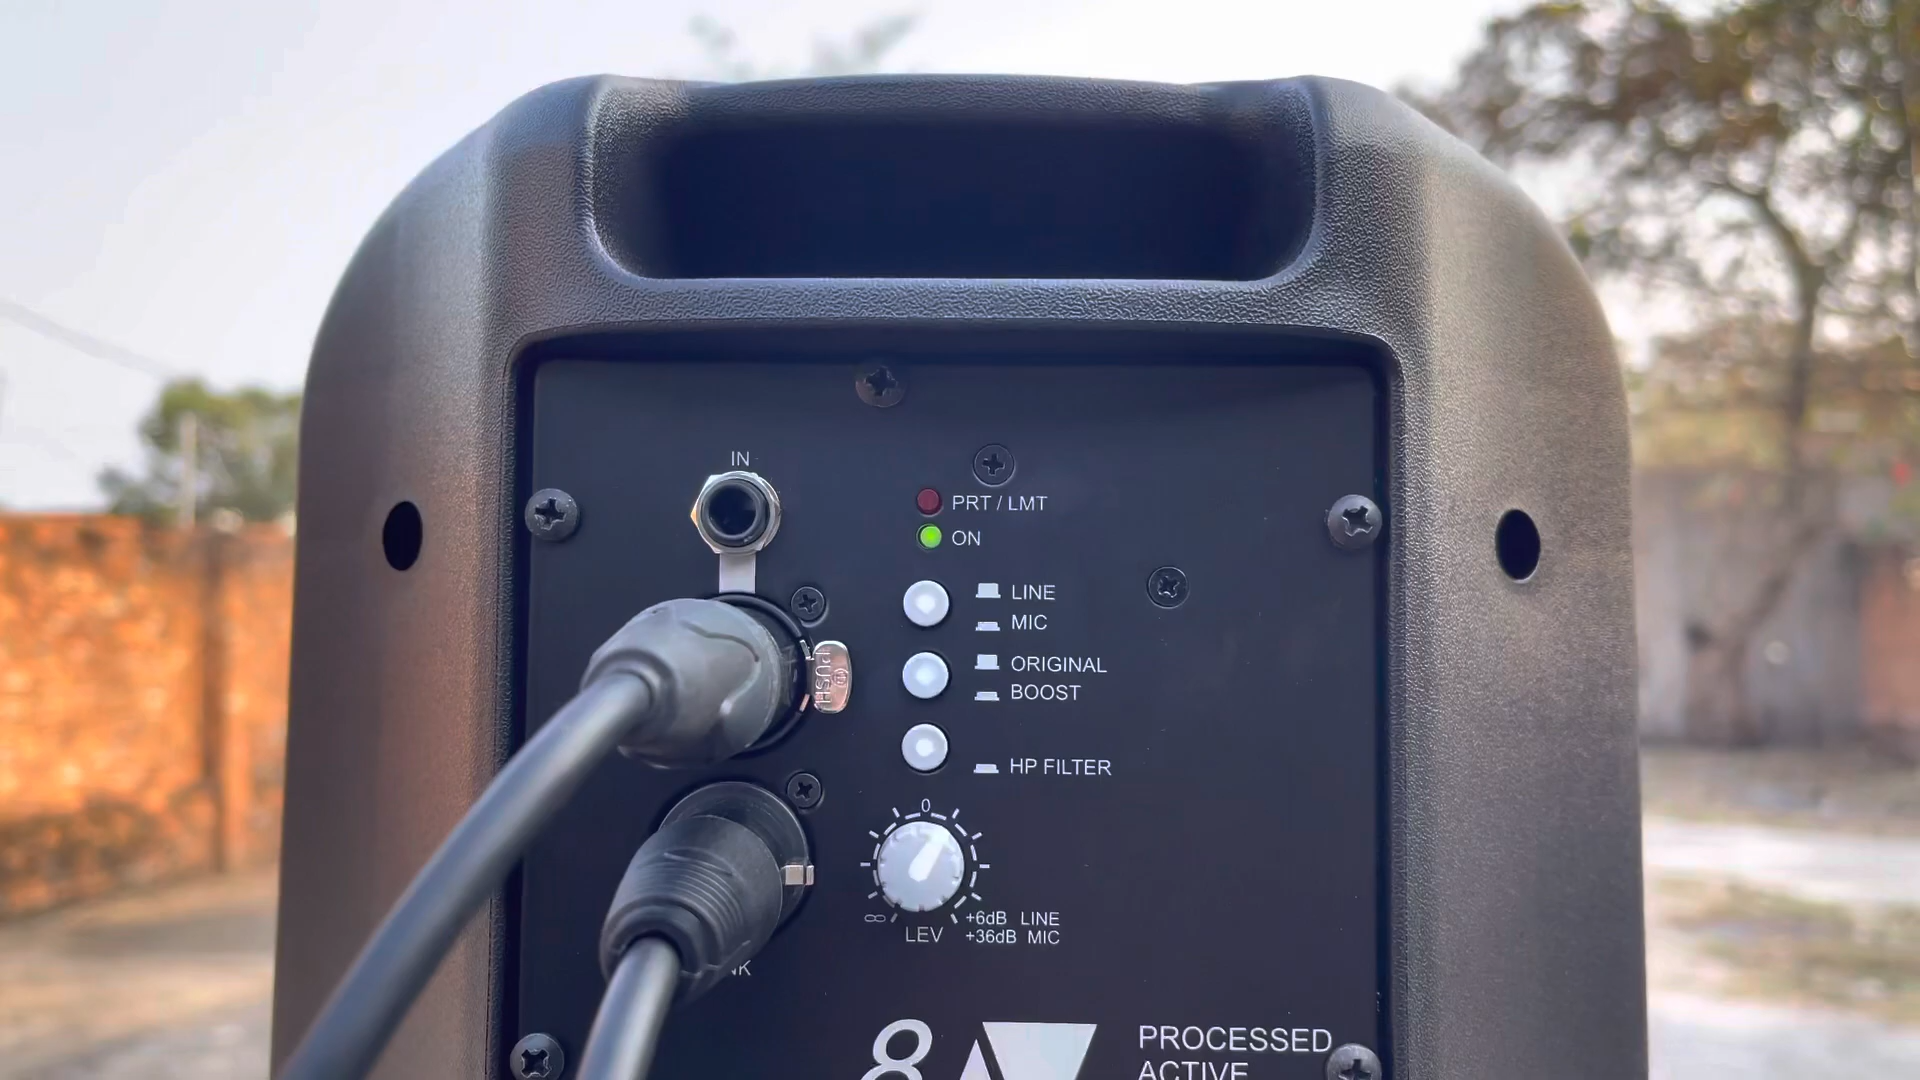 IN
PRT / LMT
ON
LINE
MIC
PUSH
ORIGINAL
BOOST
HP FILTER
0
∞
+6dB LINE
LEV
+36dB MIC
NK
8
PROCESSED
ACTIVE